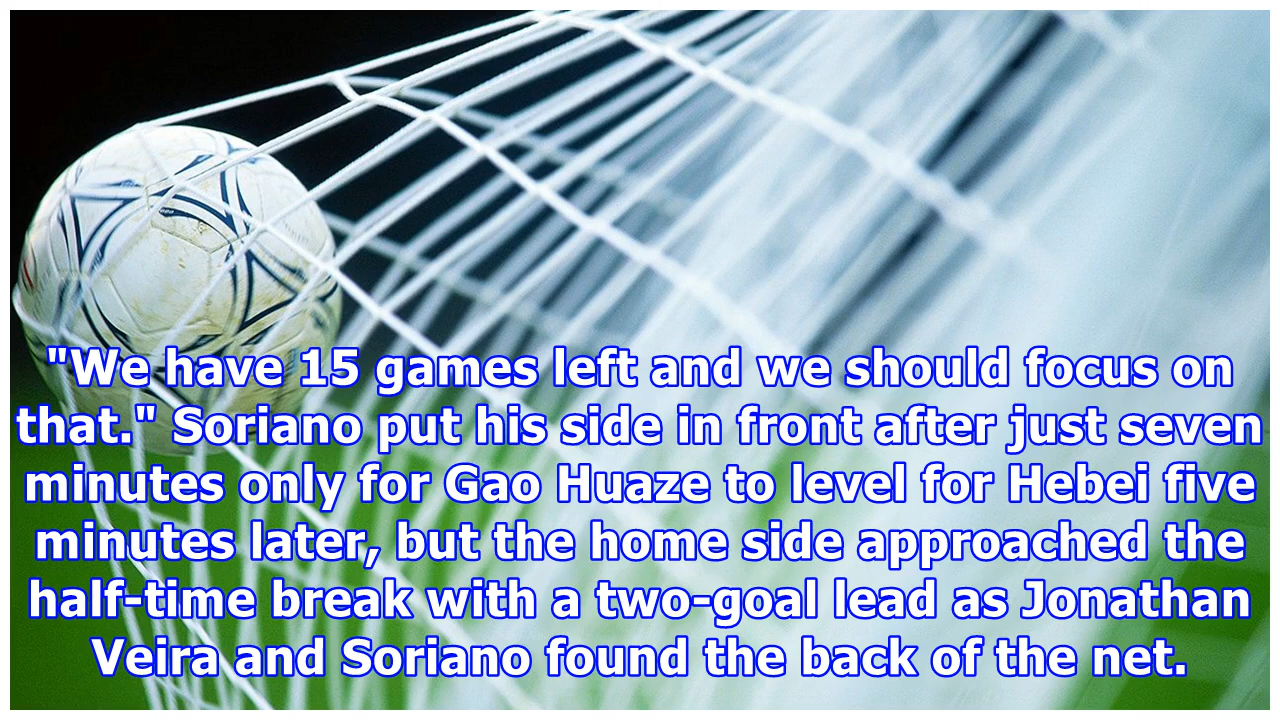 "We have 15 games left and we should focus on
that." Soriano put his side in front after just seven
minutes only for Gao Huaze to level for Hebei five
minutes later, but the home side approached the
half-time break with a two-goal lead as Jonathan
Veira and Soriano found the back of the net.